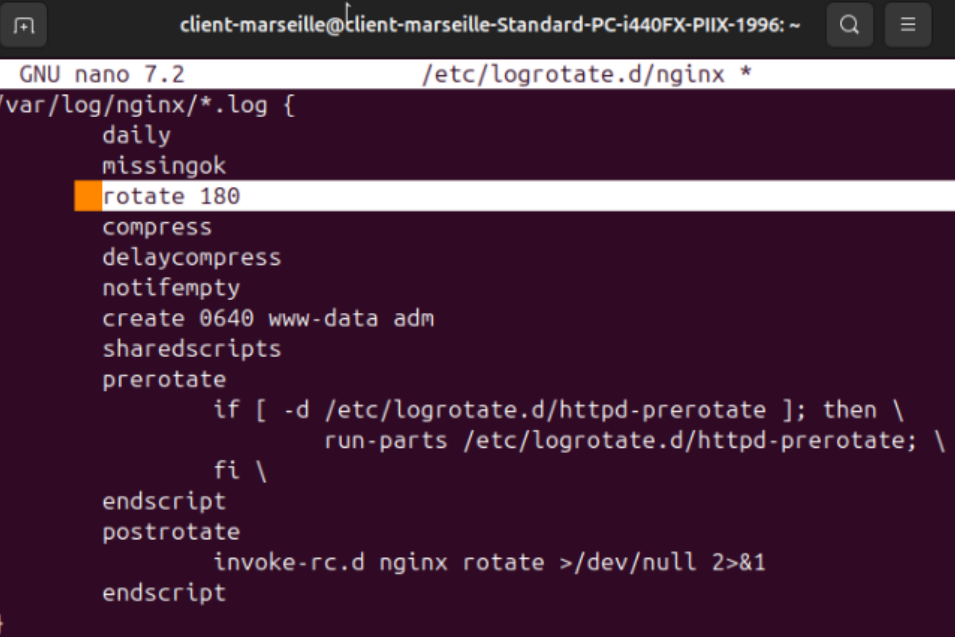 client-marseille@client-marseille-Standard-PC-i440FX-PIIX-1996: ~
GNU nano 7.2 /etc/logrotate.d/nginx *
/var/log/nginx/*.log {
        daily
        missingok
        rotate 180
        compress
        delaycompress
        notifempty
        create 0640 www-data adm
        sharedscripts
        prerotate
                if [ -d /etc/logrotate.d/httpd-prerotate ]; then \
                        run-parts /etc/logrotate.d/httpd-prerotate; \
                fi \
        endscript
        postrotate
                invoke-rc.d nginx rotate >/dev/null 2>&1
        endscript
}